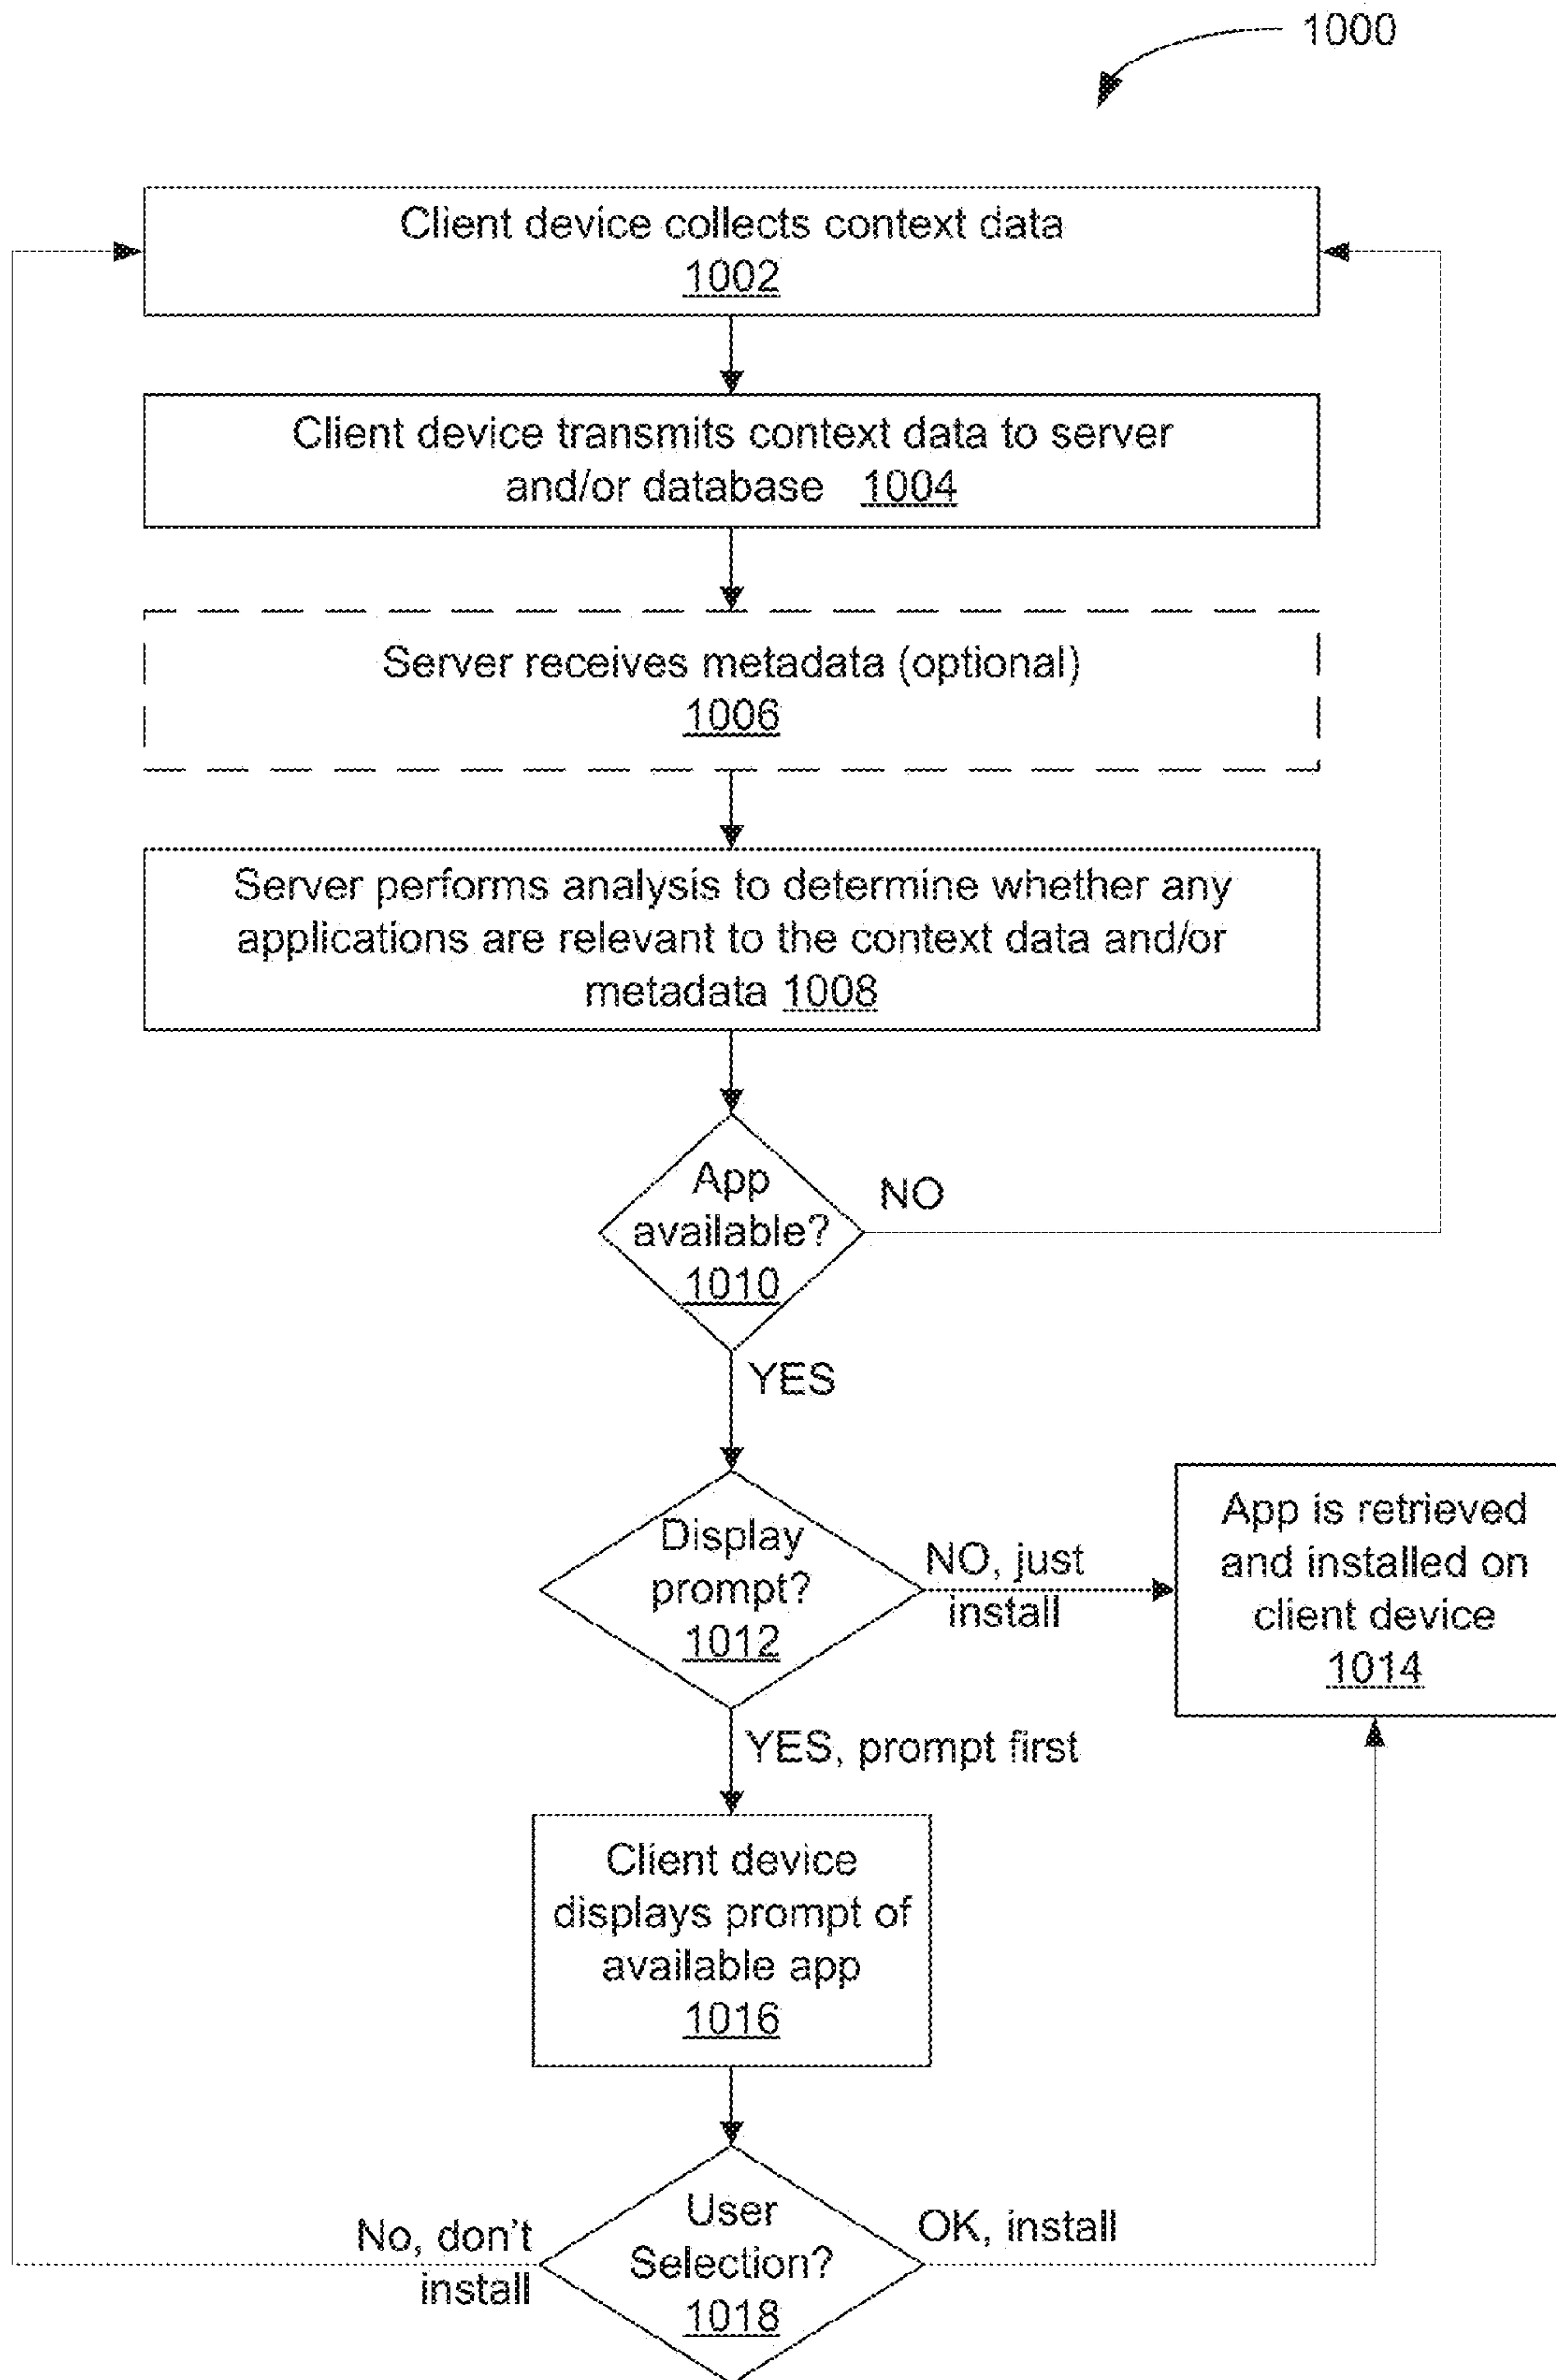 1000
Client device collects context data
1002
Client device transmits context data to server
and/or database 1004
Server receives metadata (optional)
1006
Server performs analysis to determine whether any
applications are relevant to the context data and/or
metadata 1008
App
available?
1010
NO
YES
Display
prompt?
1012
NO, just
install
App is retrieved
and installed on
client device
1014
YES, prompt first
Client device
displays prompt of
available app
1016
User
Selection?
1018
No, don't
install
OK, install